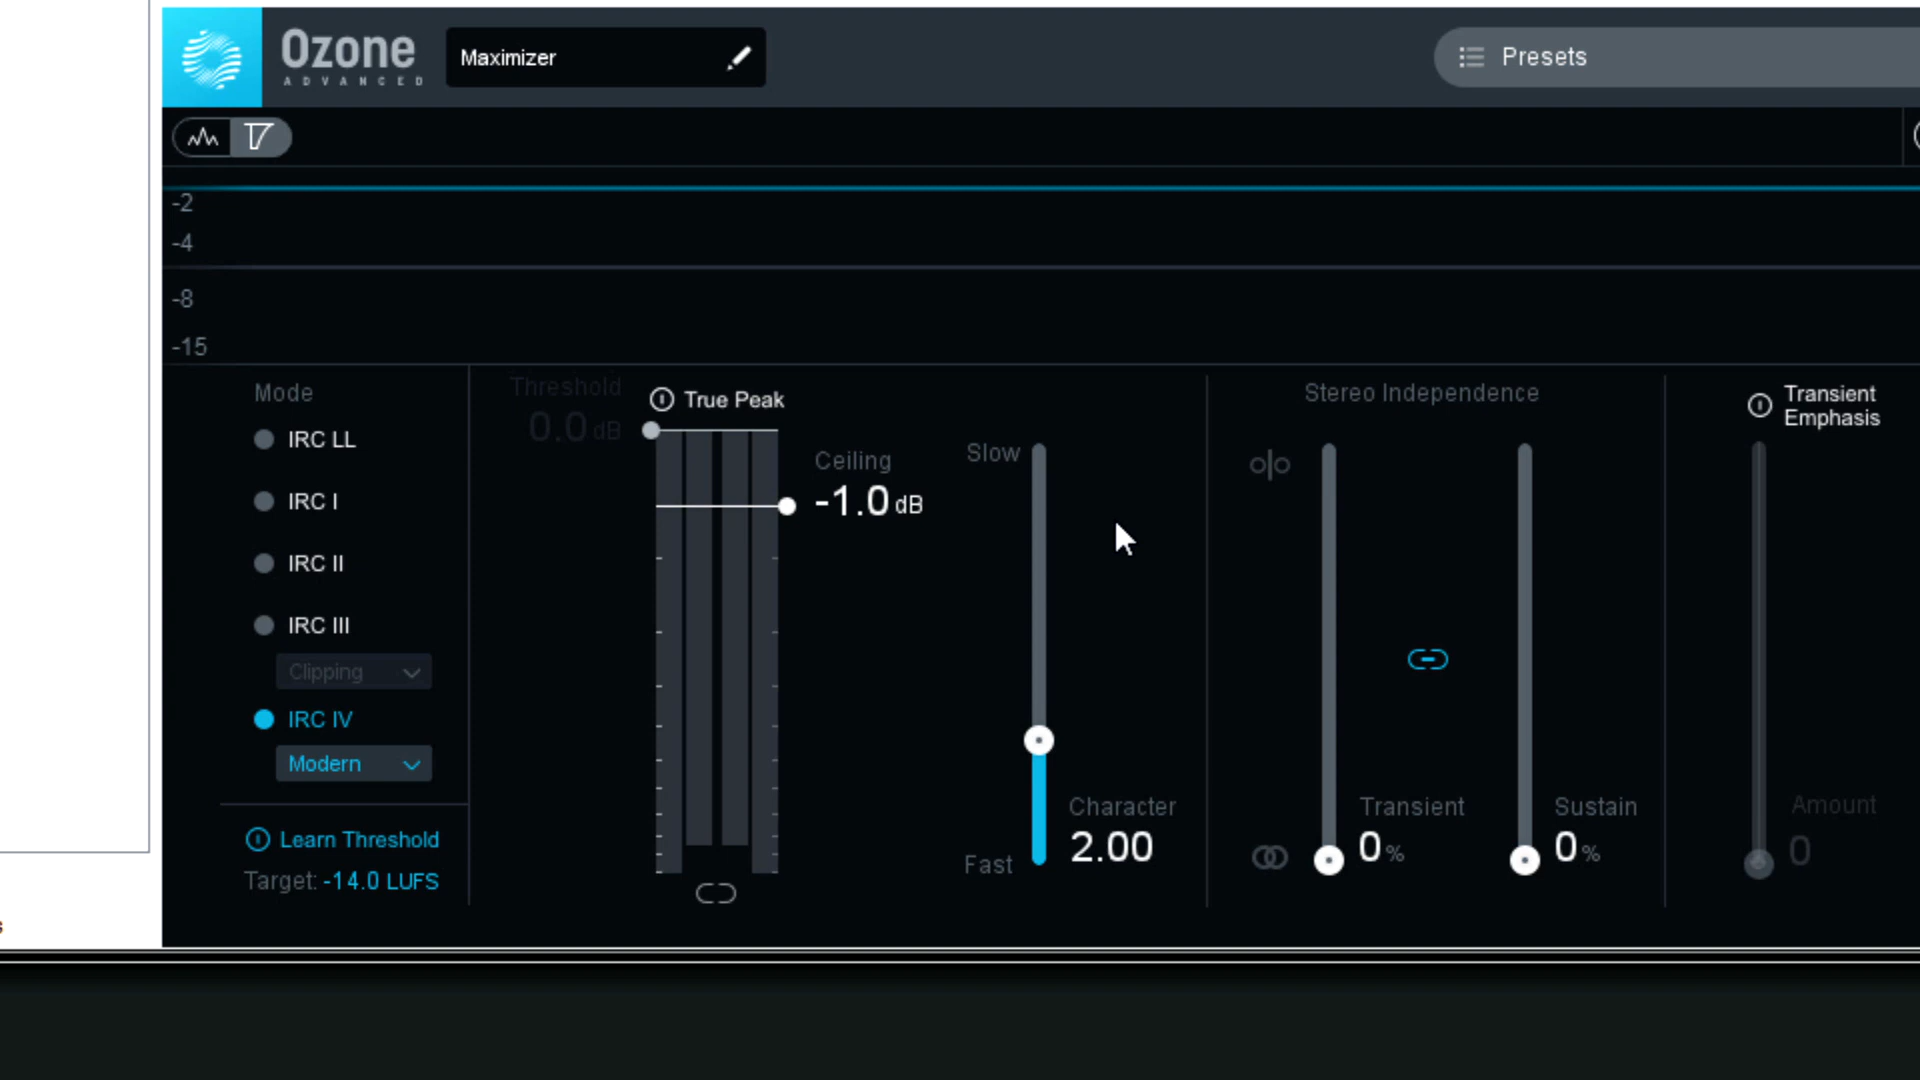 Ozone
ADVANCED
Maximizer
Presets
-2
-4
-8
-15
Mode
IRC LL
IRC I
IRC II
IRC III
Clipping
IRC IV
Modern
Learn Threshold
Target: -14.0 LUFS
Threshold
0.0 dB
True Peak
Ceiling
-1.0 dB
Slow
Character
2.00
Fast
Stereo Independence
Transient
0 %
Sustain
0 %
Transient
Emphasis
Amount
0